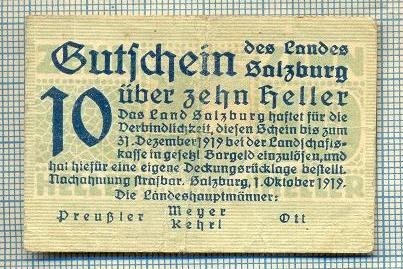 Gutschein des Landes
Salzburg
10 über zehn Heller
Das Land Salzburg haftet für die
Verbindlichkeit, diesen Schein bis zum
31. Dezember 1919 bei der Landschafts-
kasse in gesetzl Bargeld einzulösen, und
hat hiefür eine eigene Deckungsrücklage bestellt.
Nachahmung strafbar. Salzburg, 1. Oktober 1919.
Die Landeshauptmänner:
Preußler Meyer Ott
Kehrl